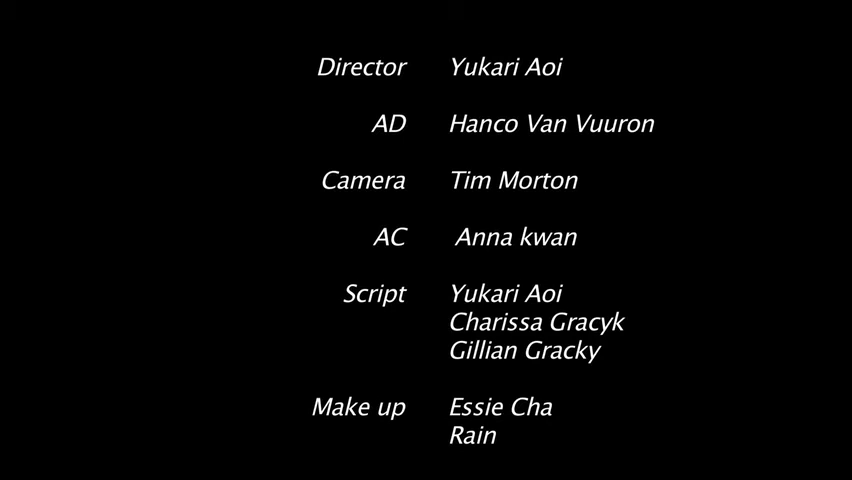 Director Yukari Aoi
AD Hanco Van Vuuron
Camera Tim Morton
AC Anna kwan
Script Yukari Aoi
Charissa Gracyk
Gillian Gracky
Make up Essie Cha
Rain